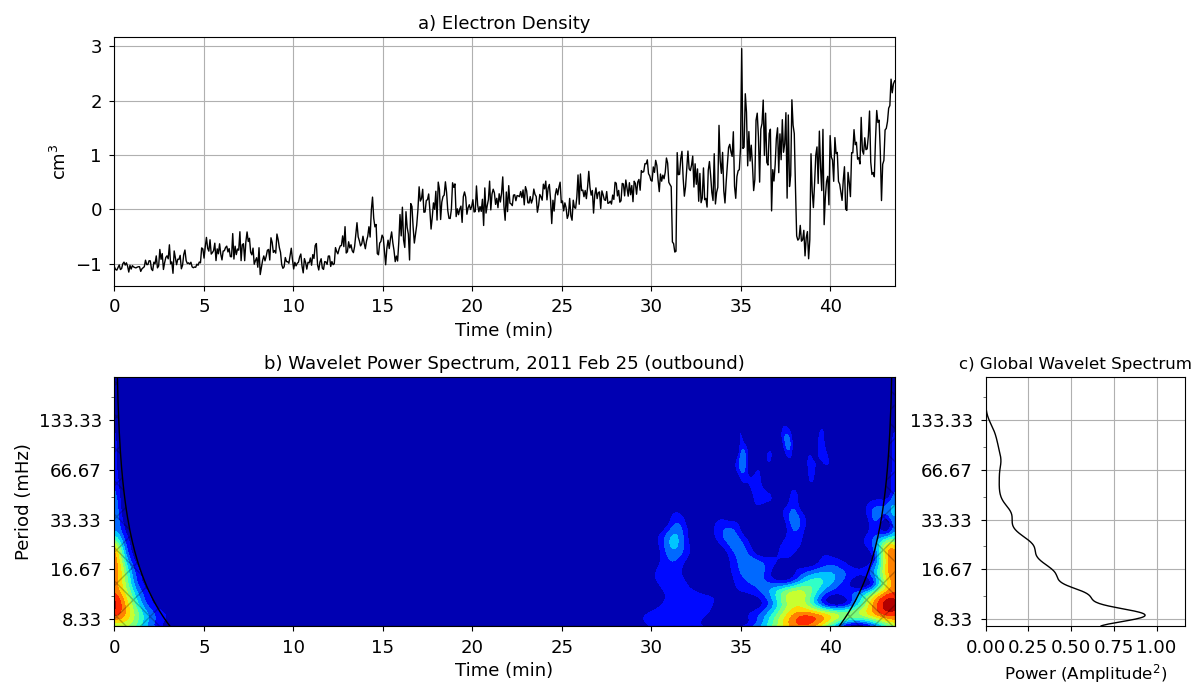 a) Electron Density
3
2
1
0
−1
cm³
0 5 10 15 20 25 30 35 40
Time (min)
b) Wavelet Power Spectrum, 2011 Feb 25 (outbound)
133.33
66.67
33.33
16.67
8.33
Period (mHz)
0 5 10 15 20 25 30 35 40
Time (min)
c) Global Wavelet Spectrum
133.33
66.67
33.33
16.67
8.33
0.00 0.25 0.50 0.75 1.00
Power (Amplitude²)